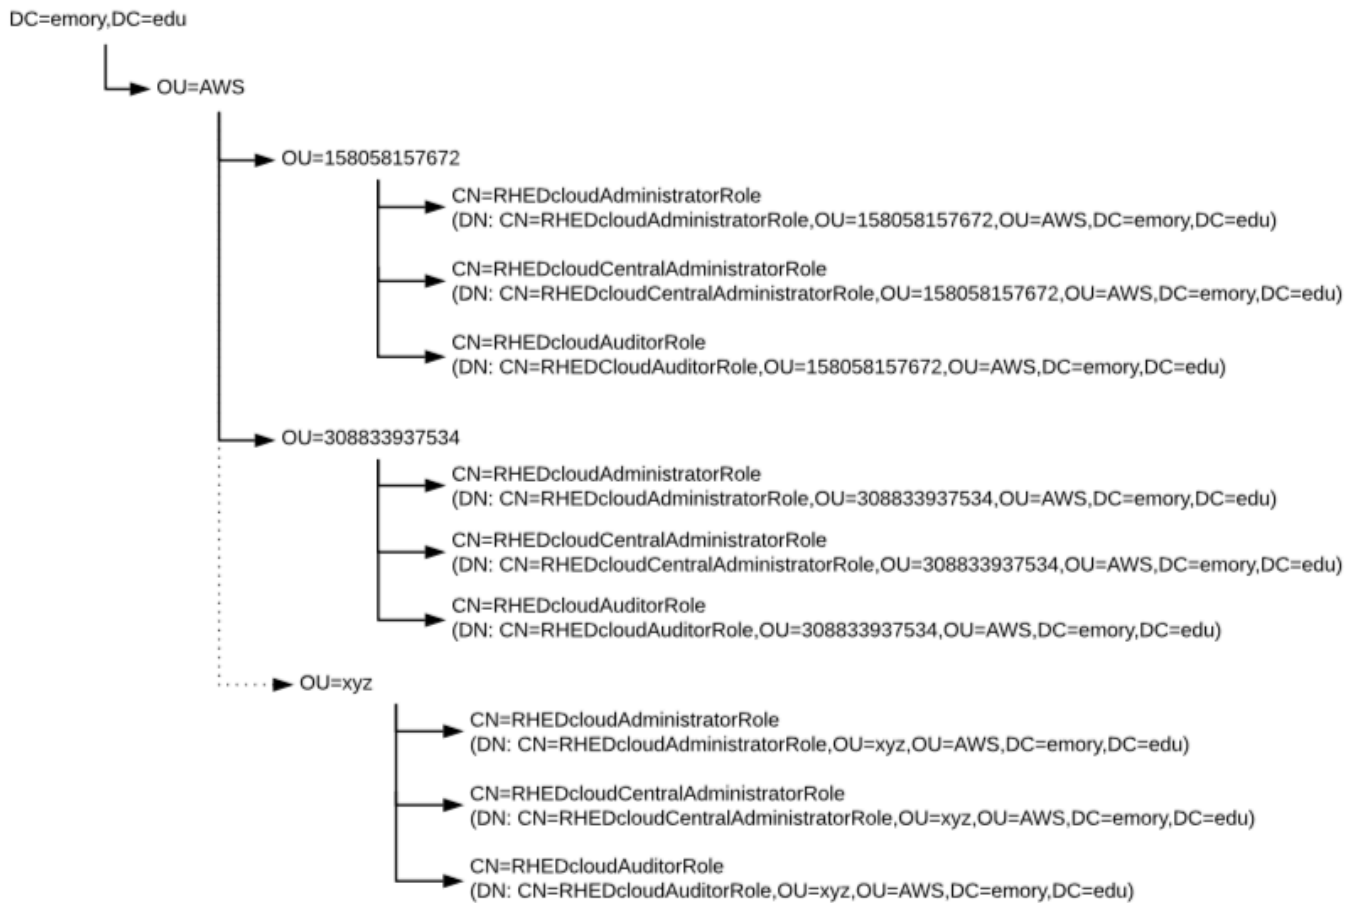 DC=emory,DC=edu
OU=AWS
OU=158058157672
CN=RHEDcloudAdministratorRole
(DN: CN=RHEDcloudAdministratorRole,OU=158058157672,OU=AWS,DC=emory,DC=edu)
CN=RHEDcloudCentralAdministratorRole
(DN: CN=RHEDcloudCentralAdministratorRole,OU=158058157672,OU=AWS,DC=emory,DC=edu)
CN=RHEDcloudAuditorRole
(DN: CN=RHEDCloudAuditorRole,OU=158058157672,OU=AWS,DC=emory,DC=edu)
OU=308833937534
CN=RHEDcloudAdministratorRole
(DN: CN=RHEDcloudAdministratorRole,OU=308833937534,OU=AWS,DC=emory,DC=edu)
CN=RHEDcloudCentralAdministratorRole
(DN: CN=RHEDcloudCentralAdministratorRole,OU=308833937534,OU=AWS,DC=emory,DC=edu)
CN=RHEDcloudAuditorRole
(DN: CN=RHEDcloudAuditorRole,OU=308833937534,OU=AWS,DC=emory,DC=edu)
OU=xyz
CN=RHEDcloudAdministratorRole
(DN: CN=RHEDcloudAdministratorRole,OU=xyz,OU=AWS,DC=emory,DC=edu)
CN=RHEDcloudCentralAdministratorRole
(DN: CN=RHEDcloudCentralAdministratorRole,OU=xyz,OU=AWS,DC=emory,DC=edu)
CN=RHEDcloudAuditorRole
(DN: CN=RHEDcloudAuditorRole,OU=xyz,OU=AWS,DC=emory,DC=edu)